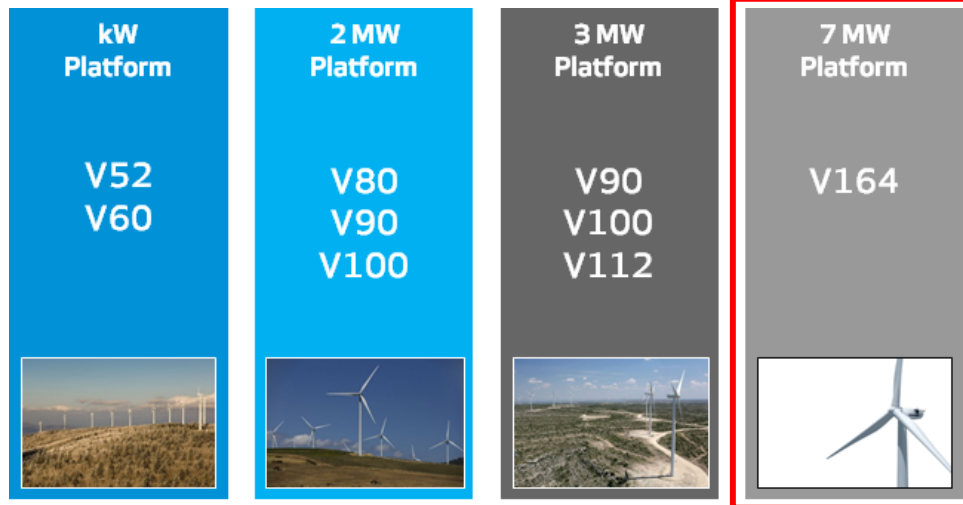 kW
Platform
V52
V60
2 MW
Platform
V80
V90
V100
3 MW
Platform
V90
V100
V112
7 MW
Platform
V164